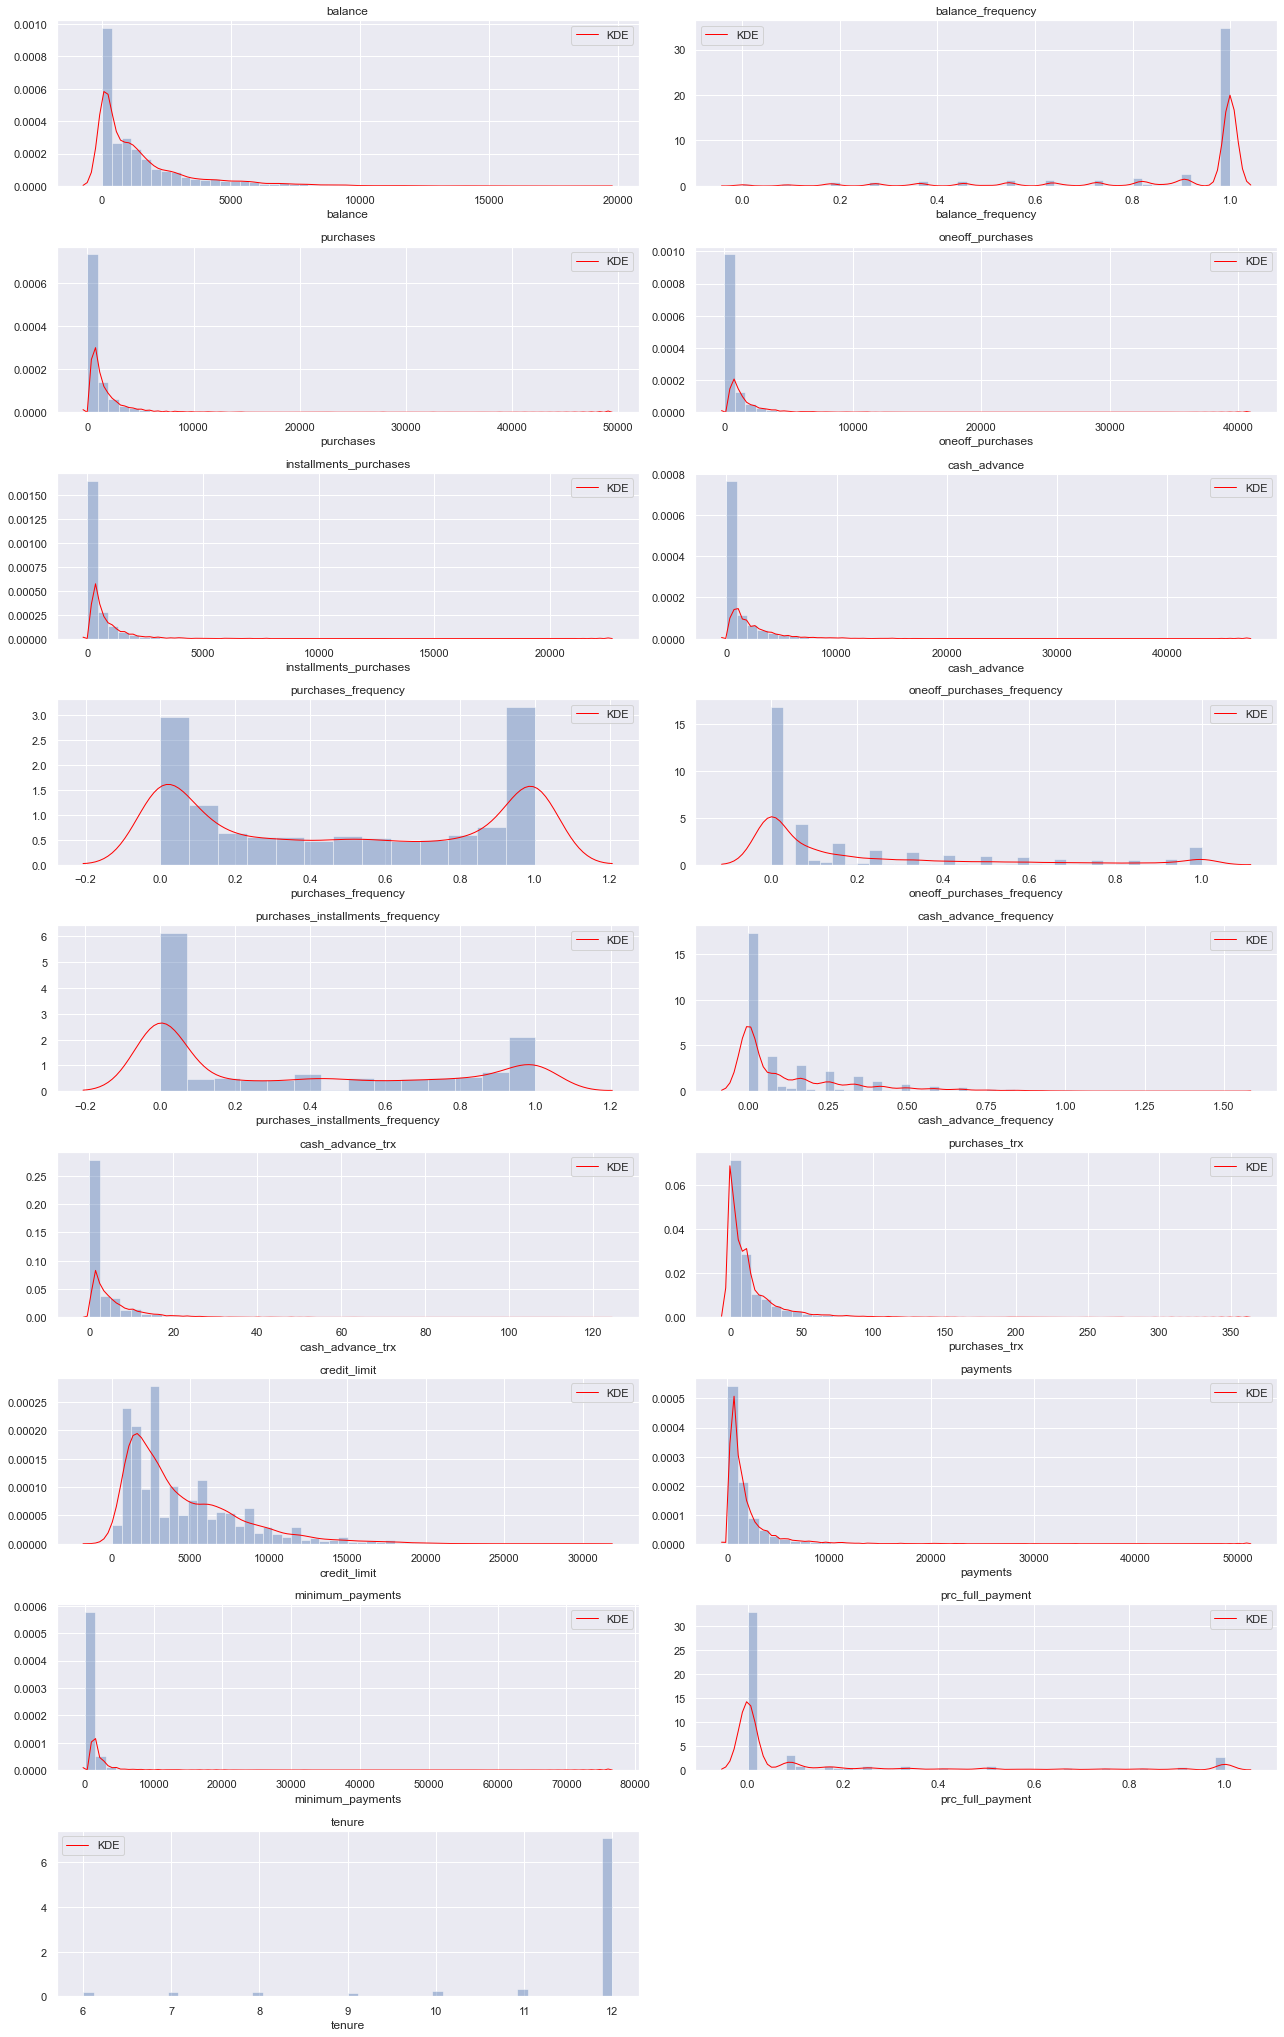 balance
KDE
0.0010
0.0008
0.0006
0.0004
0.0002
0.0000
0 5000 10000 15000 20000
balance
balance_frequency
KDE
30
20
10
0
0.0 0.2 0.4 0.6 0.8 1.0
balance_frequency
purchases
KDE
0.0006
0.0004
0.0002
0.0000
0 10000 20000 30000 40000 50000
purchases
oneoff_purchases
KDE
0.0010
0.0008
0.0006
0.0004
0.0002
0.0000
0 10000 20000 30000 40000
oneoff_purchases
installments_purchases
KDE
0.00150
0.00125
0.00100
0.00075
0.00050
0.00025
0.00000
0 5000 10000 15000 20000
installments_purchases
cash_advance
KDE
0.0008
0.0006
0.0004
0.0002
0.0000
0 10000 20000 30000 40000
cash_advance
purchases_frequency
KDE
3.0
2.5
2.0
1.5
1.0
0.5
0.0
−0.2 0.0 0.2 0.4 0.6 0.8 1.0 1.2
purchases_frequency
oneoff_purchases_frequency
KDE
15
10
5
0
0.0 0.2 0.4 0.6 0.8 1.0
oneoff_purchases_frequency
purchases_installments_frequency
KDE
6
5
4
3
2
1
0
−0.2 0.0 0.2 0.4 0.6 0.8 1.0 1.2
purchases_installments_frequency
cash_advance_frequency
KDE
15
10
5
0
0.00 0.25 0.50 0.75 1.00 1.25 1.50
cash_advance_frequency
cash_advance_trx
KDE
0.25
0.20
0.15
0.10
0.05
0.00
0 20 40 60 80 100 120
cash_advance_trx
purchases_trx
KDE
0.06
0.04
0.02
0.00
0 50 100 150 200 250 300 350
purchases_trx
credit_limit
KDE
0.00025
0.00020
0.00015
0.00010
0.00005
0.00000
0 5000 10000 15000 20000 25000 30000
credit_limit
payments
KDE
0.0005
0.0004
0.0003
0.0002
0.0001
0.0000
0 10000 20000 30000 40000 50000
payments
minimum_payments
KDE
0.0006
0.0005
0.0004
0.0003
0.0002
0.0001
0.0000
0 10000 20000 30000 40000 50000 60000 70000 80000
minimum_payments
prc_full_payment
KDE
30
25
20
15
10
5
0
0.0 0.2 0.4 0.6 0.8 1.0
prc_full_payment
tenure
KDE
6
4
2
0
6 7 8 9 10 11 12
tenure